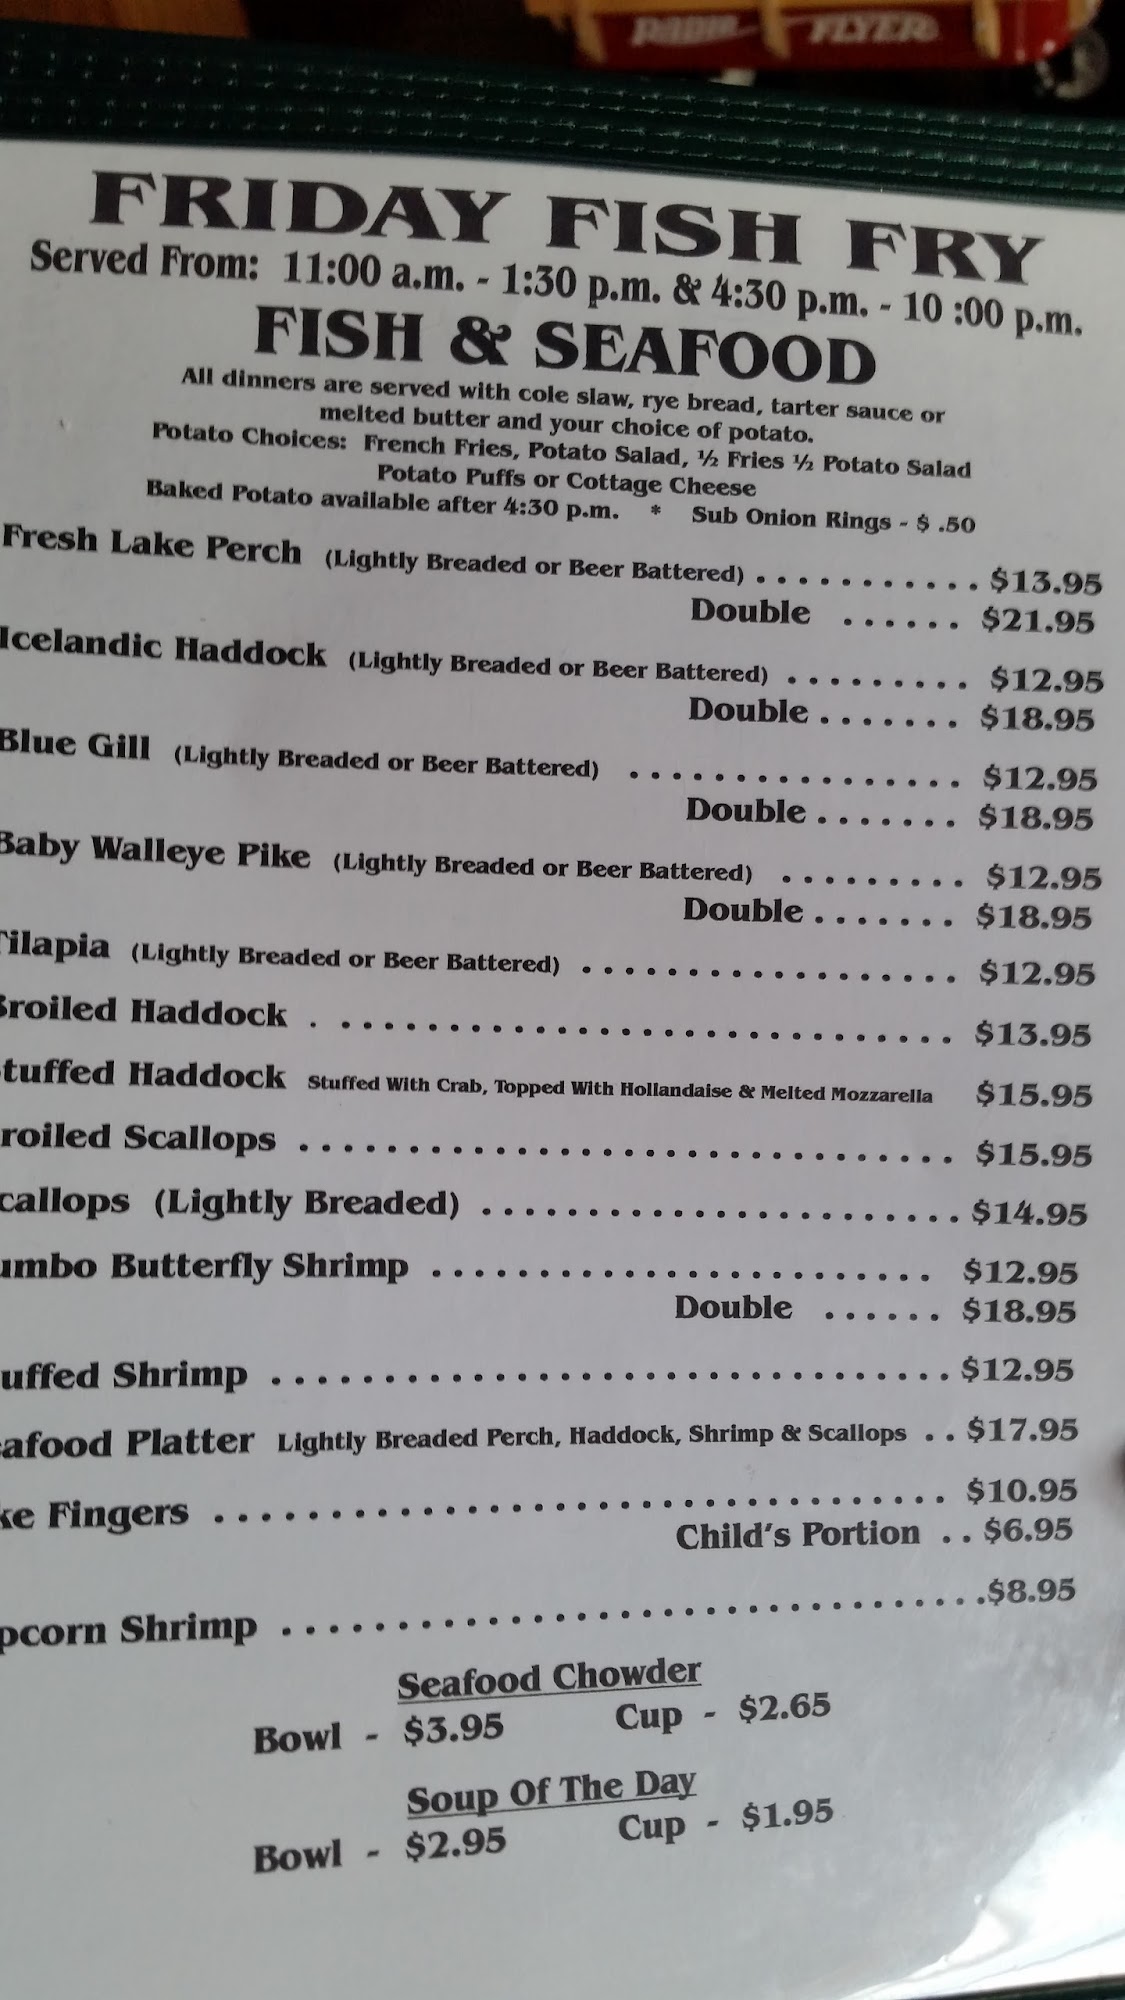 RADIO FLYER
FRIDAY FISH FRY
Served From: 11:00 a.m. - 1:30 p.m. & 4:30 p.m. - 10 :00 p.m.
FISH & SEAFOOD
All dinners are served with cole slaw, rye bread, tarter sauce or
melted butter and your choice of potato.
Potato Choices: French Fries, Potato Salad, ½ Fries ½ Potato Salad
Potato Puffs or Cottage Cheese
Baked Potato available after 4:30 p.m. * Sub Onion Rings - $ .50
Fresh Lake Perch (Lightly Breaded or Beer Battered) . . . . . . . . . . . $13.95
Double . . . . . . $21.95
Icelandic Haddock (Lightly Breaded or Beer Battered) . . . . . . . . . $12.95
Double . . . . . . . $18.95
Blue Gill (Lightly Breaded or Beer Battered) . . . . . . . . . . . . . . . . $12.95
Double . . . . . . . $18.95
Baby Walleye Pike (Lightly Breaded or Beer Battered) . . . . . . . . . $12.95
Double . . . . . . . $18.95
Tilapia (Lightly Breaded or Beer Battered) . . . . . . . . . . . . . . . . . . $12.95
Broiled Haddock . . . . . . . . . . . . . . . . . . . . . . . . . . . . . $13.95
tuffed Haddock Stuffed With Crab, Topped With Hollandaise & Melted Mozzarella $15.95
roiled Scallops . . . . . . . . . . . . . . . . . . . . . . . . . . . . . . . $15.95
callops (Lightly Breaded) . . . . . . . . . . . . . . . . . . . . . . . $14.95
umbo Butterfly Shrimp . . . . . . . . . . . . . . . . . . . . . . . . $12.95
Double . . . . . . $18.95
uffed Shrimp . . . . . . . . . . . . . . . . . . . . . . . . . . . . . . . . $12.95
afood Platter Lightly Breaded Perch, Haddock, Shrimp & Scallops . . $17.95
ke Fingers . . . . . . . . . . . . . . . . . . . . . . . . . . . . . . . . $10.95
Child's Portion . . $6.95
pcorn Shrimp . . . . . . . . . . . . . . . . . . . . . . . . . . . . . . .$8.95
Seafood Chowder
Bowl - $3.95 Cup - $2.65
Soup Of The Day
Bowl - $2.95 Cup - $1.95